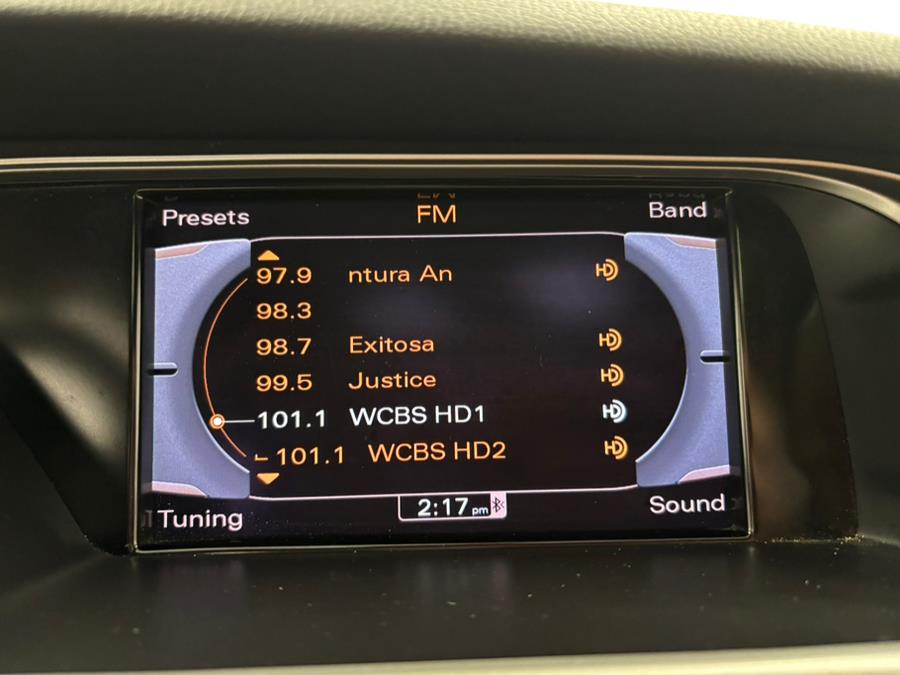 Presets FM Band
97.9 ntura An HD
98.3
98.7 Exitosa HD
99.5 Justice HD
101.1 WCBS HD1 HD
101.1 WCBS HD2 HD
Tuning 2:17 pm Sound